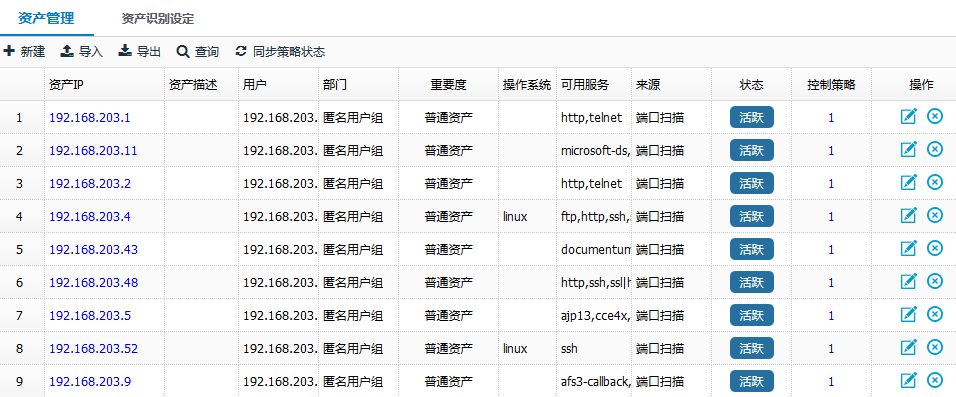 资产管理 资产识别设定
新建 导入 导出 查询 同步策略状态
资产IP 资产描述 用户 部门 重要度 操作系统 可用服务 来源 状态 控制策略 操作
1 192.168.203.1 192.168.203. 匿名用户组 普通资产 http,telnet 端口扫描 活跃 1
2 192.168.203.11 192.168.203. 匿名用户组 普通资产 microsoft-ds, 端口扫描 活跃 1
3 192.168.203.2 192.168.203. 匿名用户组 普通资产 http,telnet 端口扫描 活跃 1
4 192.168.203.4 192.168.203. 匿名用户组 普通资产 linux ftp,http,ssh, 端口扫描 活跃 1
5 192.168.203.43 192.168.203. 匿名用户组 普通资产 documentum 端口扫描 活跃 1
6 192.168.203.48 192.168.203. 匿名用户组 普通资产 http,ssh,ssl|h 端口扫描 活跃 1
7 192.168.203.5 192.168.203. 匿名用户组 普通资产 ajp13,cce4x, 端口扫描 活跃 1
8 192.168.203.52 192.168.203. 匿名用户组 普通资产 linux ssh 端口扫描 活跃 1
9 192.168.203.9 192.168.203. 匿名用户组 普通资产 afs3-callback, 端口扫描 活跃 1